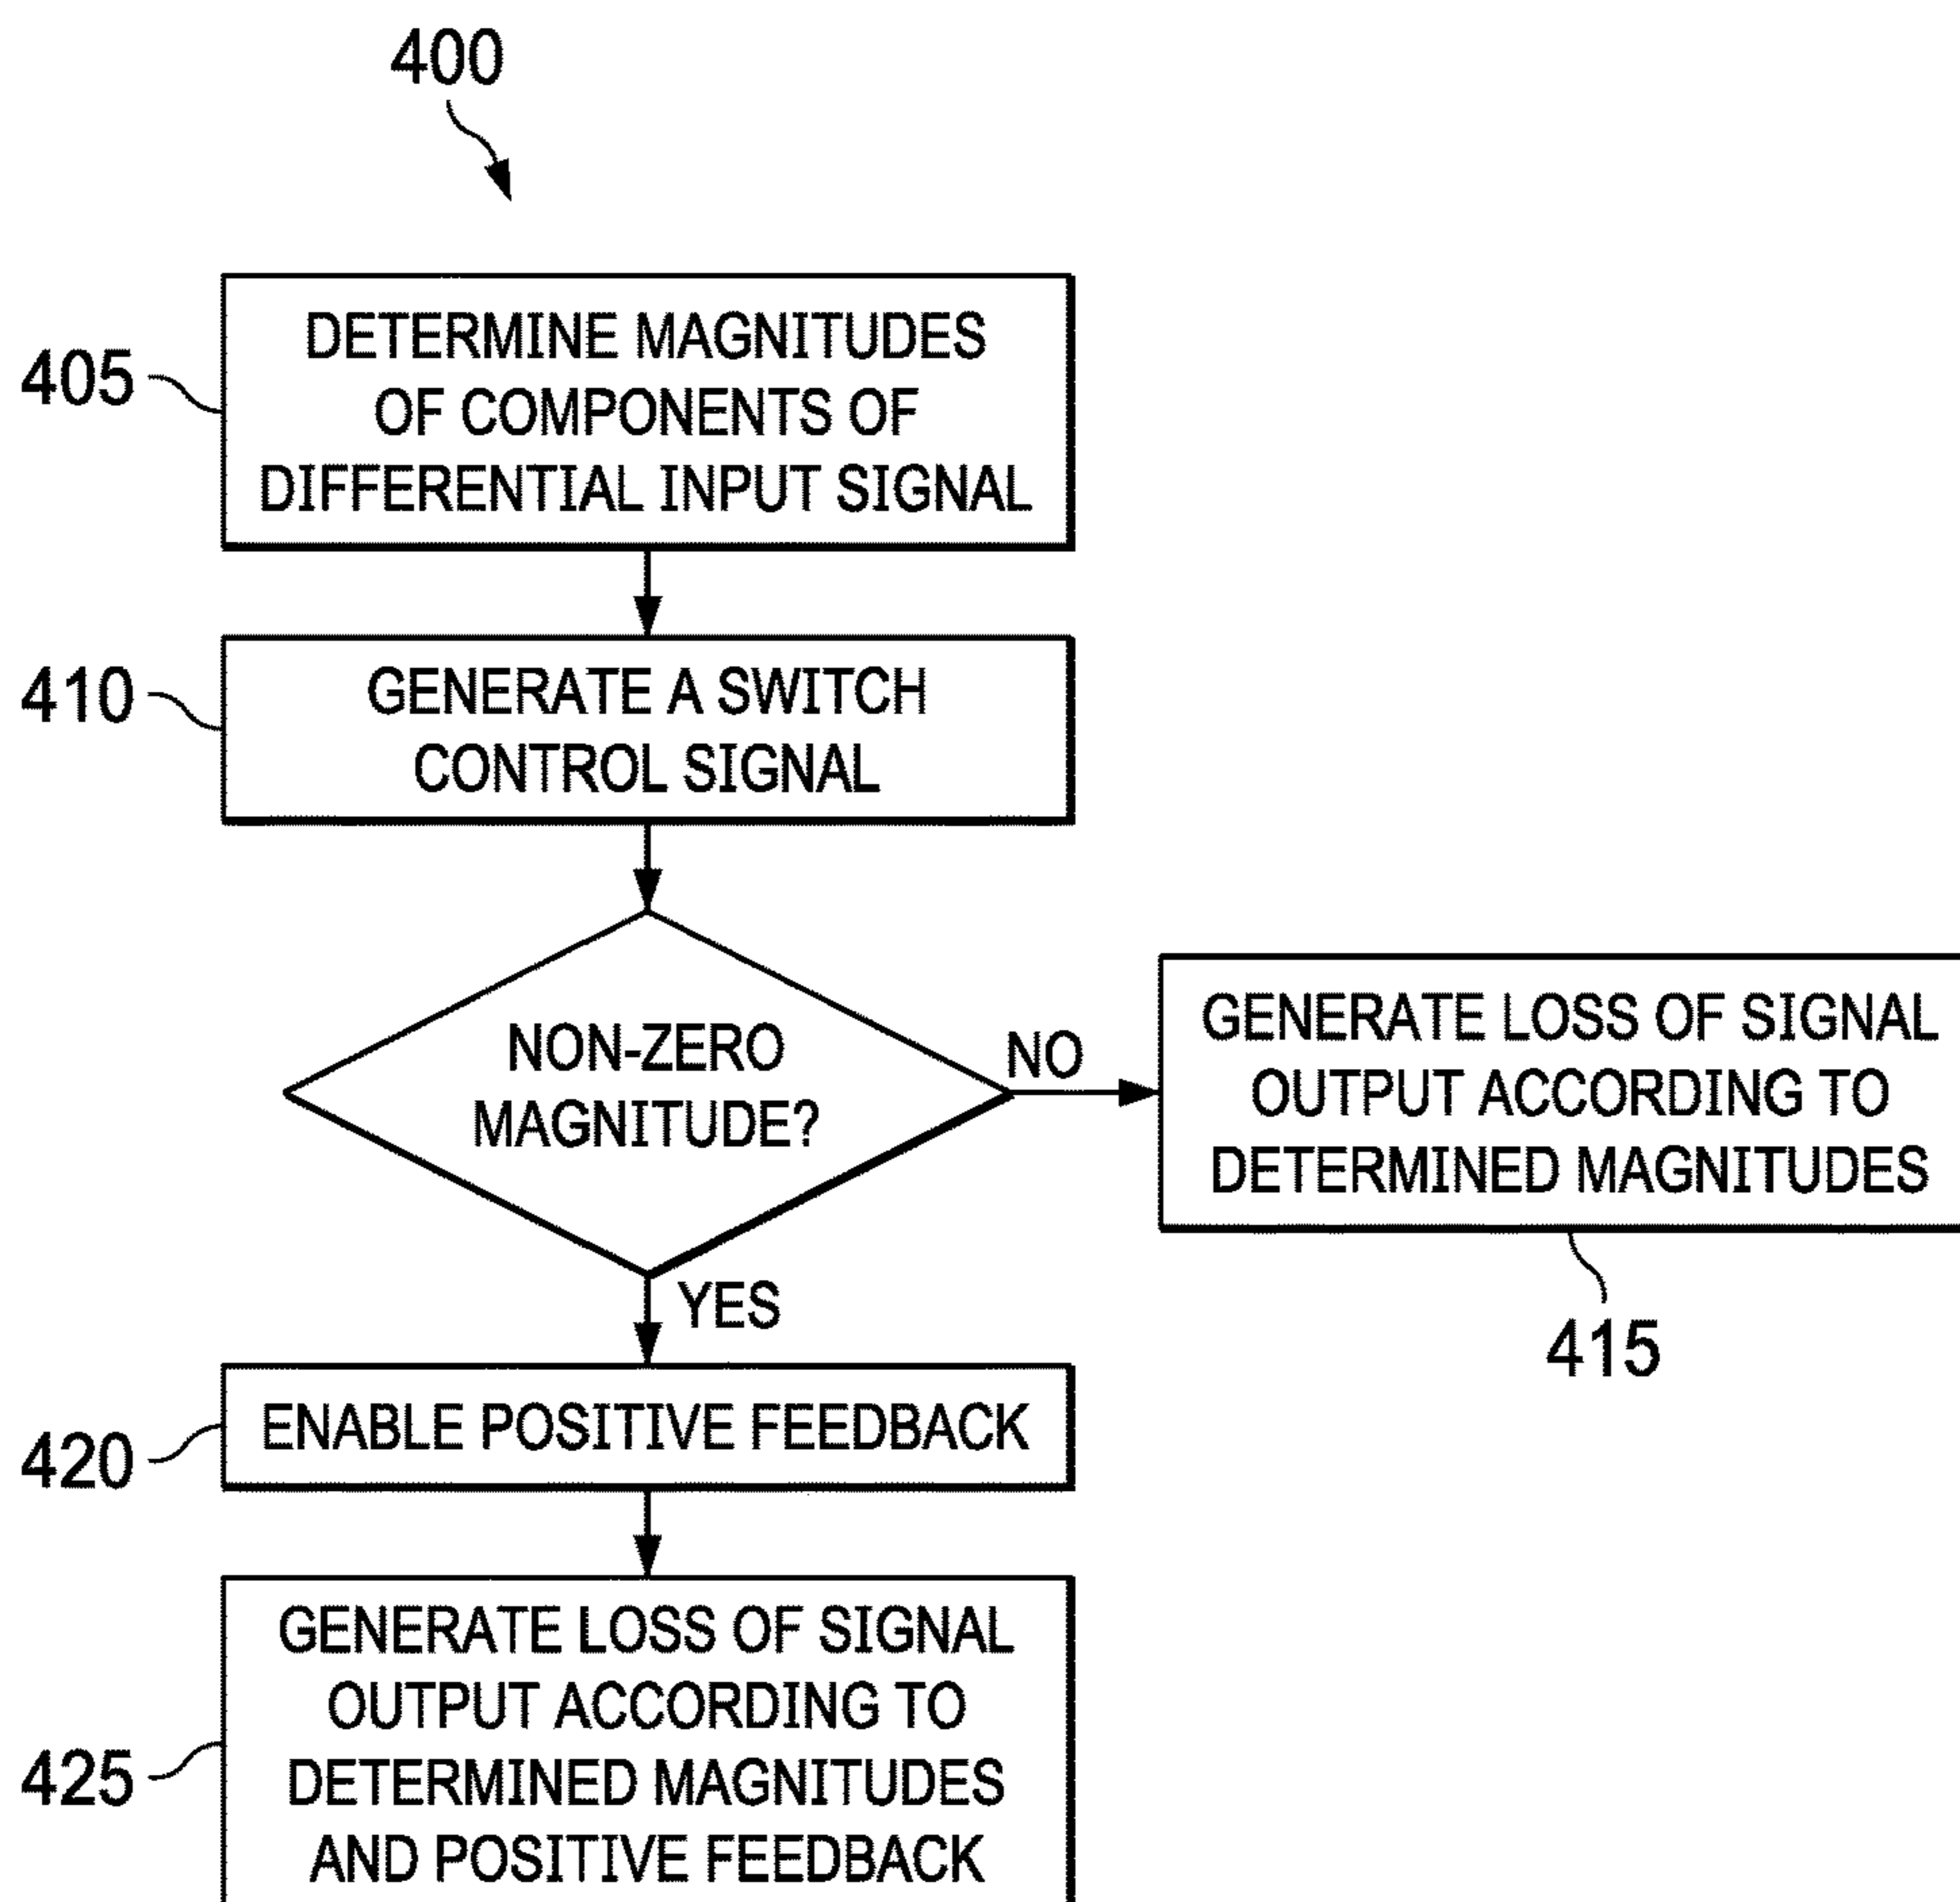 400
405
DETERMINE MAGNITUDES
OF COMPONENTS OF
DIFFERENTIAL INPUT SIGNAL
410
GENERATE A SWITCH
CONTROL SIGNAL
NON-ZERO
MAGNITUDE?
NO
GENERATE LOSS OF SIGNAL
OUTPUT ACCORDING TO
DETERMINED MAGNITUDES
415
YES
420
ENABLE POSITIVE FEEDBACK
425
GENERATE LOSS OF SIGNAL
OUTPUT ACCORDING TO
DETERMINED MAGNITUDES
AND POSITIVE FEEDBACK